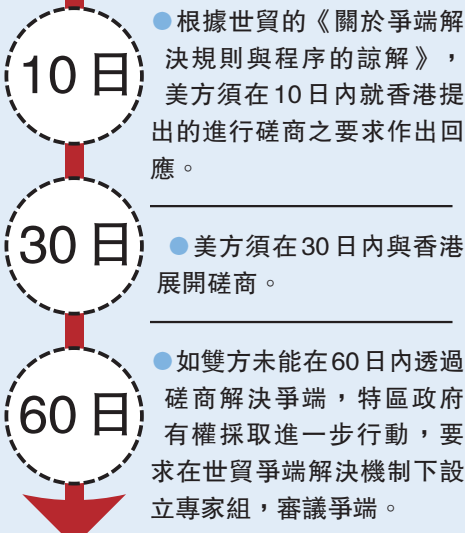 10日
●根據世貿的《關於爭端解
決規則與程序的諒解》，
美方須在10日內就香港提
出的進行磋商之要求作出回
應。
30日
●美方須在30日內與香港
展開磋商。
60日
●如雙方未能在60日內透過
磋商解決爭端，特區政府
有權採取進一步行動，要
求在世貿爭端解決機制下設
立專家組，審議爭端。